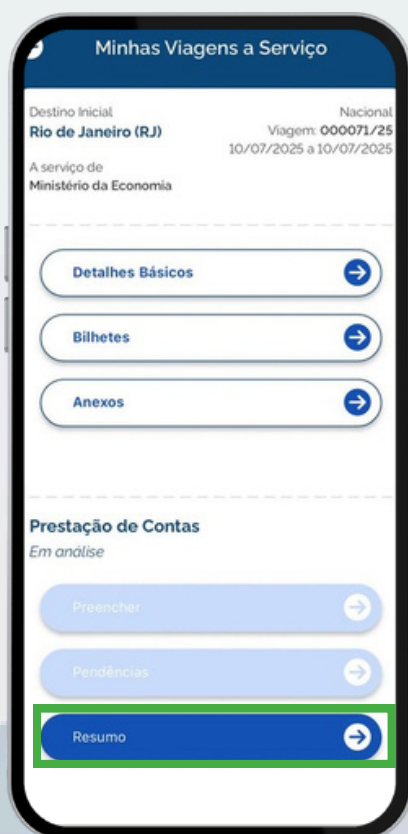 Minhas Viagens a Serviço
Destino Inicial
Nacional
Rio de Janeiro (RJ)
Viagem: 000071/25
10/07/2025 a 10/07/2025
A serviço de
Ministério da Economia
Detalhes Básicos
Bilhetes
Anexos
Prestação de Contas
Em análise
Preencher
Pendências
Resumo